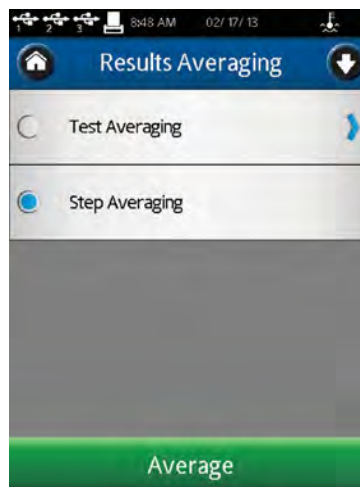 1 2 3 8:48 AM 02/17/13
Results Averaging
Test Averaging
Step Averaging
Average